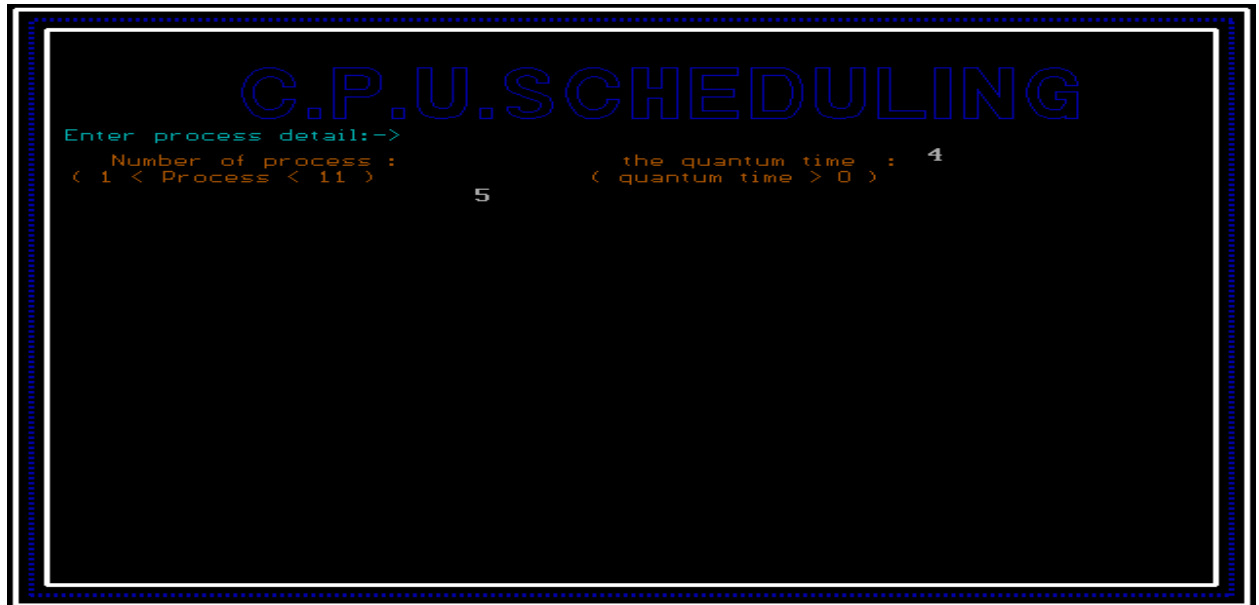 C.P.U.SCHEDULING
Enter process detail:->
Number of process : the quantum time : 4
( 1 < Process < 11 ) ( quantum time > 0 )
5